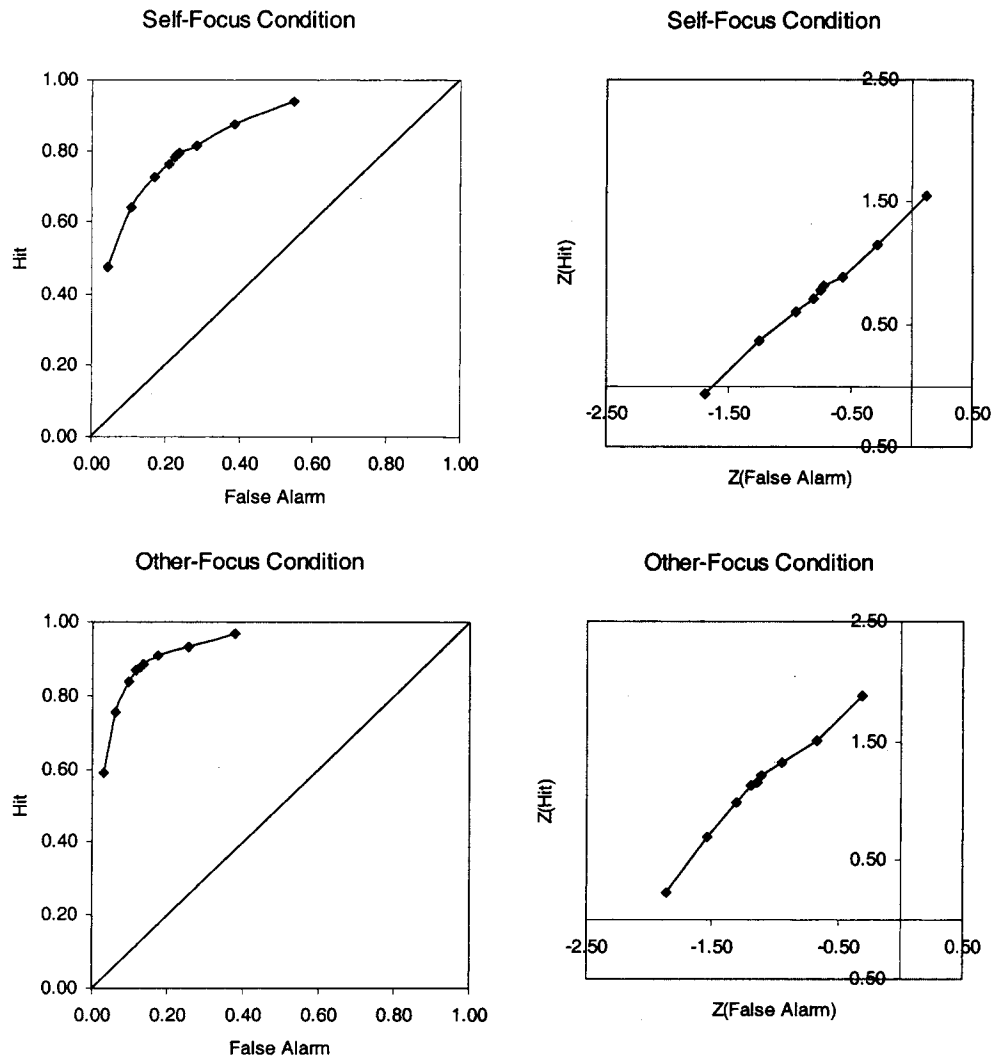 Self-Focus Condition
1.00
0.80
0.60
0.40
0.20
0.00
Hit
0.00 0.20 0.40 0.60 0.80 1.00
False Alarm
Self-Focus Condition
2.50
1.50
0.50
Z(Hit)
-2.50 -1.50 -0.50 0.50
0.50
Z(False Alarm)
Other-Focus Condition
1.00
0.80
0.60
0.40
0.20
0.00
Hit
0.00 0.20 0.40 0.60 0.80 1.00
False Alarm
Other-Focus Condition
2.50
1.50
0.50
Z(Hit)
-2.50 -1.50 -0.50 0.50
0.50
Z(False Alarm)